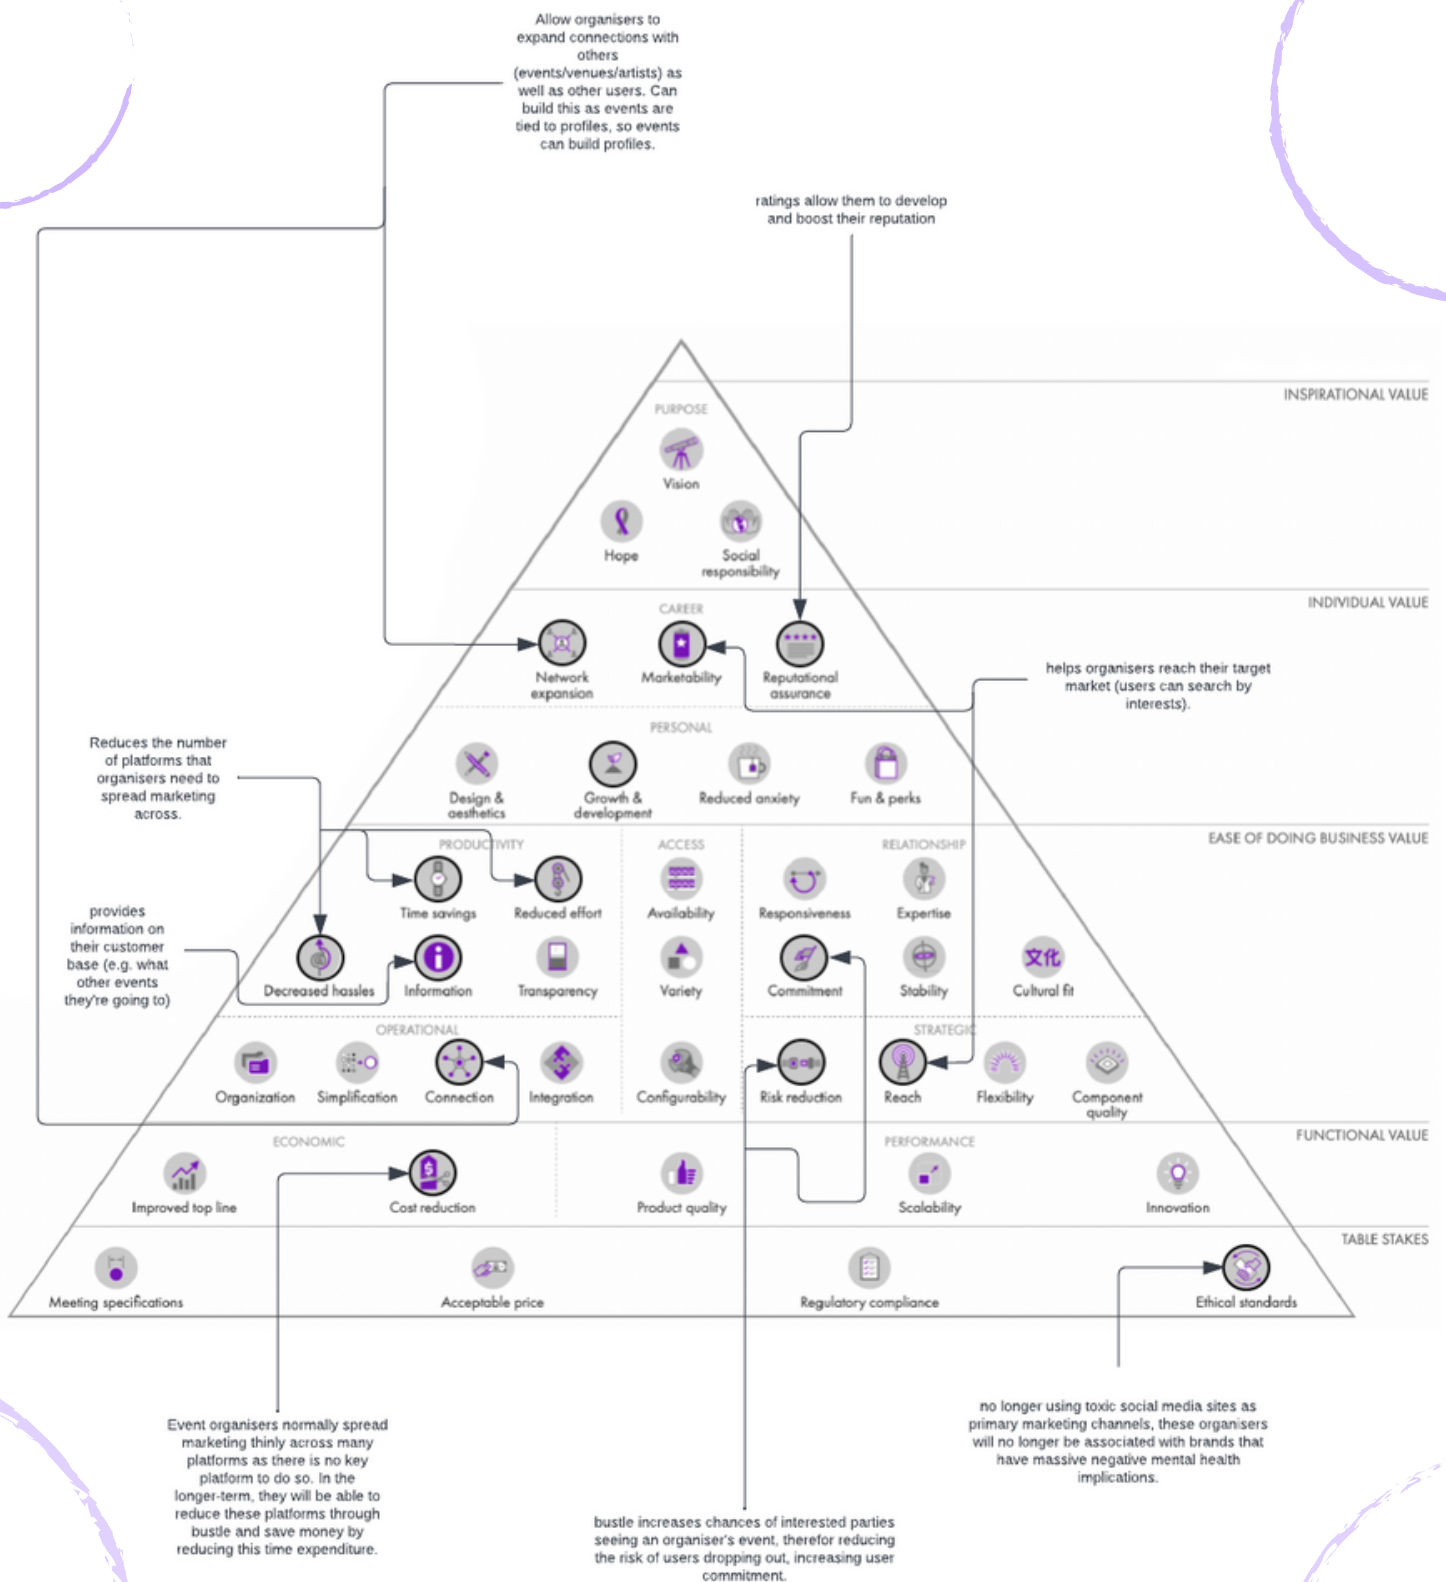 Allow organisers to
expand connections with
others
(events/venues/artists) as
well as other users. Can
build this as events are
tied to profiles, so events
can build profiles.
ratings allow them to develop
and boost their reputation
INSPIRATIONAL VALUE
PURPOSE
Vision
Hope
Social
responsibility
INDIVIDUAL VALUE
CAREER
Network
expansion
Marketability
Reputational
assurance
helps organisers reach their target
market (users can search by
interests).
PERSONAL
Design &
aesthetics
Growth &
development
Reduced anxiety
Fun & perks
Reduces the number
of platforms that
organisers need to
spread marketing
across.
EASE OF DOING BUSINESS VALUE
PRODUCTIVITY
ACCESS
RELATIONSHIP
Time savings
Reduced effort
Availability
Responsiveness
Expertise
provides
information on
their customer
base (e.g. what
other events
they're going to)
文化
Decreased hassles
Information
Transparency
Variety
Commitment
Stability
Cultural fit
OPERATIONAL
STRATEGIC
Organization
Simplification
Connection
Integration
Configurability
Risk reduction
Reach
Flexibility
Component
quality
FUNCTIONAL VALUE
ECONOMIC
PERFORMANCE
Improved top line
Cost reduction
Product quality
Scalability
Innovation
TABLE STAKES
Meeting specifications
Acceptable price
Regulatory compliance
Ethical standards
Event organisers normally spread
marketing thinly across many
platforms as there is no key
platform to do so. In the
longer-term, they will be able to
reduce these platforms through
bustle and save money by
reducing this time expenditure.
bustle increases chances of interested parties
seeing an organiser's event, therefor reducing
the risk of users dropping out, increasing user
commitment.
no longer using toxic social media sites as
primary marketing channels, these organisers
will no longer be associated with brands that
have massive negative mental health
implications.